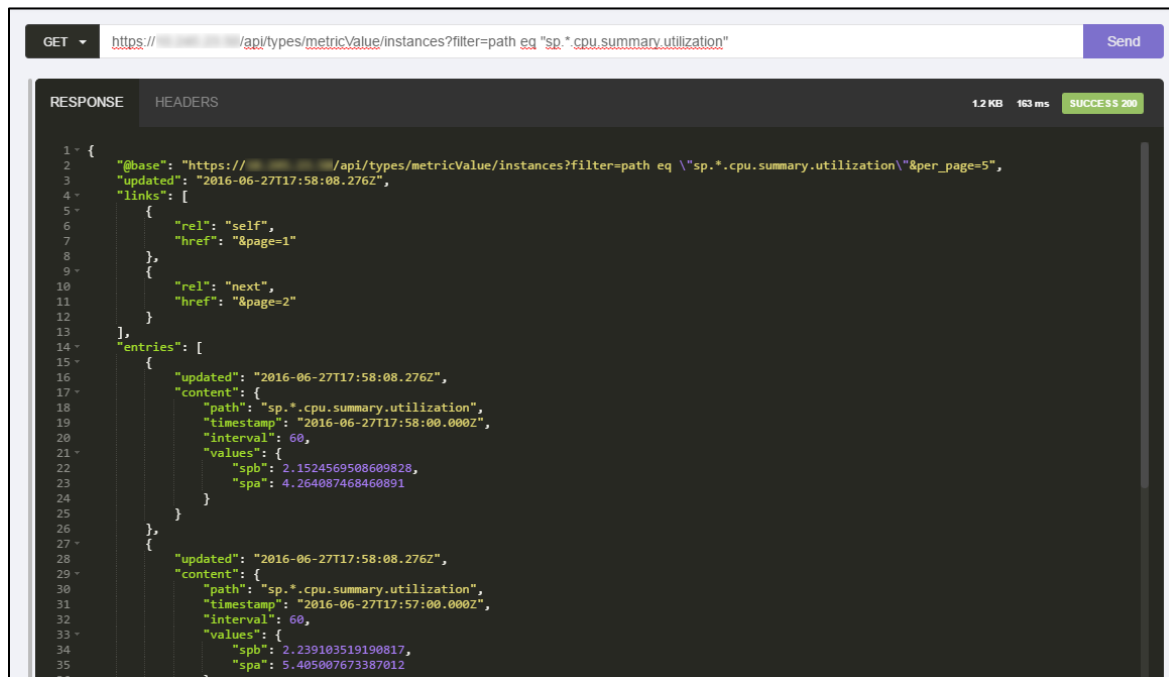 GET https:// /api/types/metricValue/instances?filter=path eq "sp.*.cpu.summary.utilization" Send
RESPONSE HEADERS 1.2 KB 163 ms SUCCESS 200
1 {
2 "@base": "https:// /api/types/metricValue/instances?filter=path eq \"sp.*.cpu.summary.utilization\"&per_page=5",
3 "updated": "2016-06-27T17:58:08.276Z",
4 "links": [
5 {
6 "rel": "self",
7 "href": "&page=1"
8 },
9 {
10 "rel": "next",
11 "href": "&page=2"
12 }
13 ],
14 "entries": [
15 {
16 "updated": "2016-06-27T17:58:08.276Z",
17 "content": {
18 "path": "sp.*.cpu.summary.utilization",
19 "timestamp": "2016-06-27T17:58:00.000Z",
20 "interval": 60,
21 "values": {
22 "spb": 2.1524569508609828,
23 "spa": 4.264087468460891
24 }
25 }
26 },
27 {
28 "updated": "2016-06-27T17:58:08.276Z",
29 "content": {
30 "path": "sp.*.cpu.summary.utilization",
31 "timestamp": "2016-06-27T17:57:00.000Z",
32 "interval": 60,
33 "values": {
34 "spb": 2.239103519190817,
35 "spa": 5.405007673387012